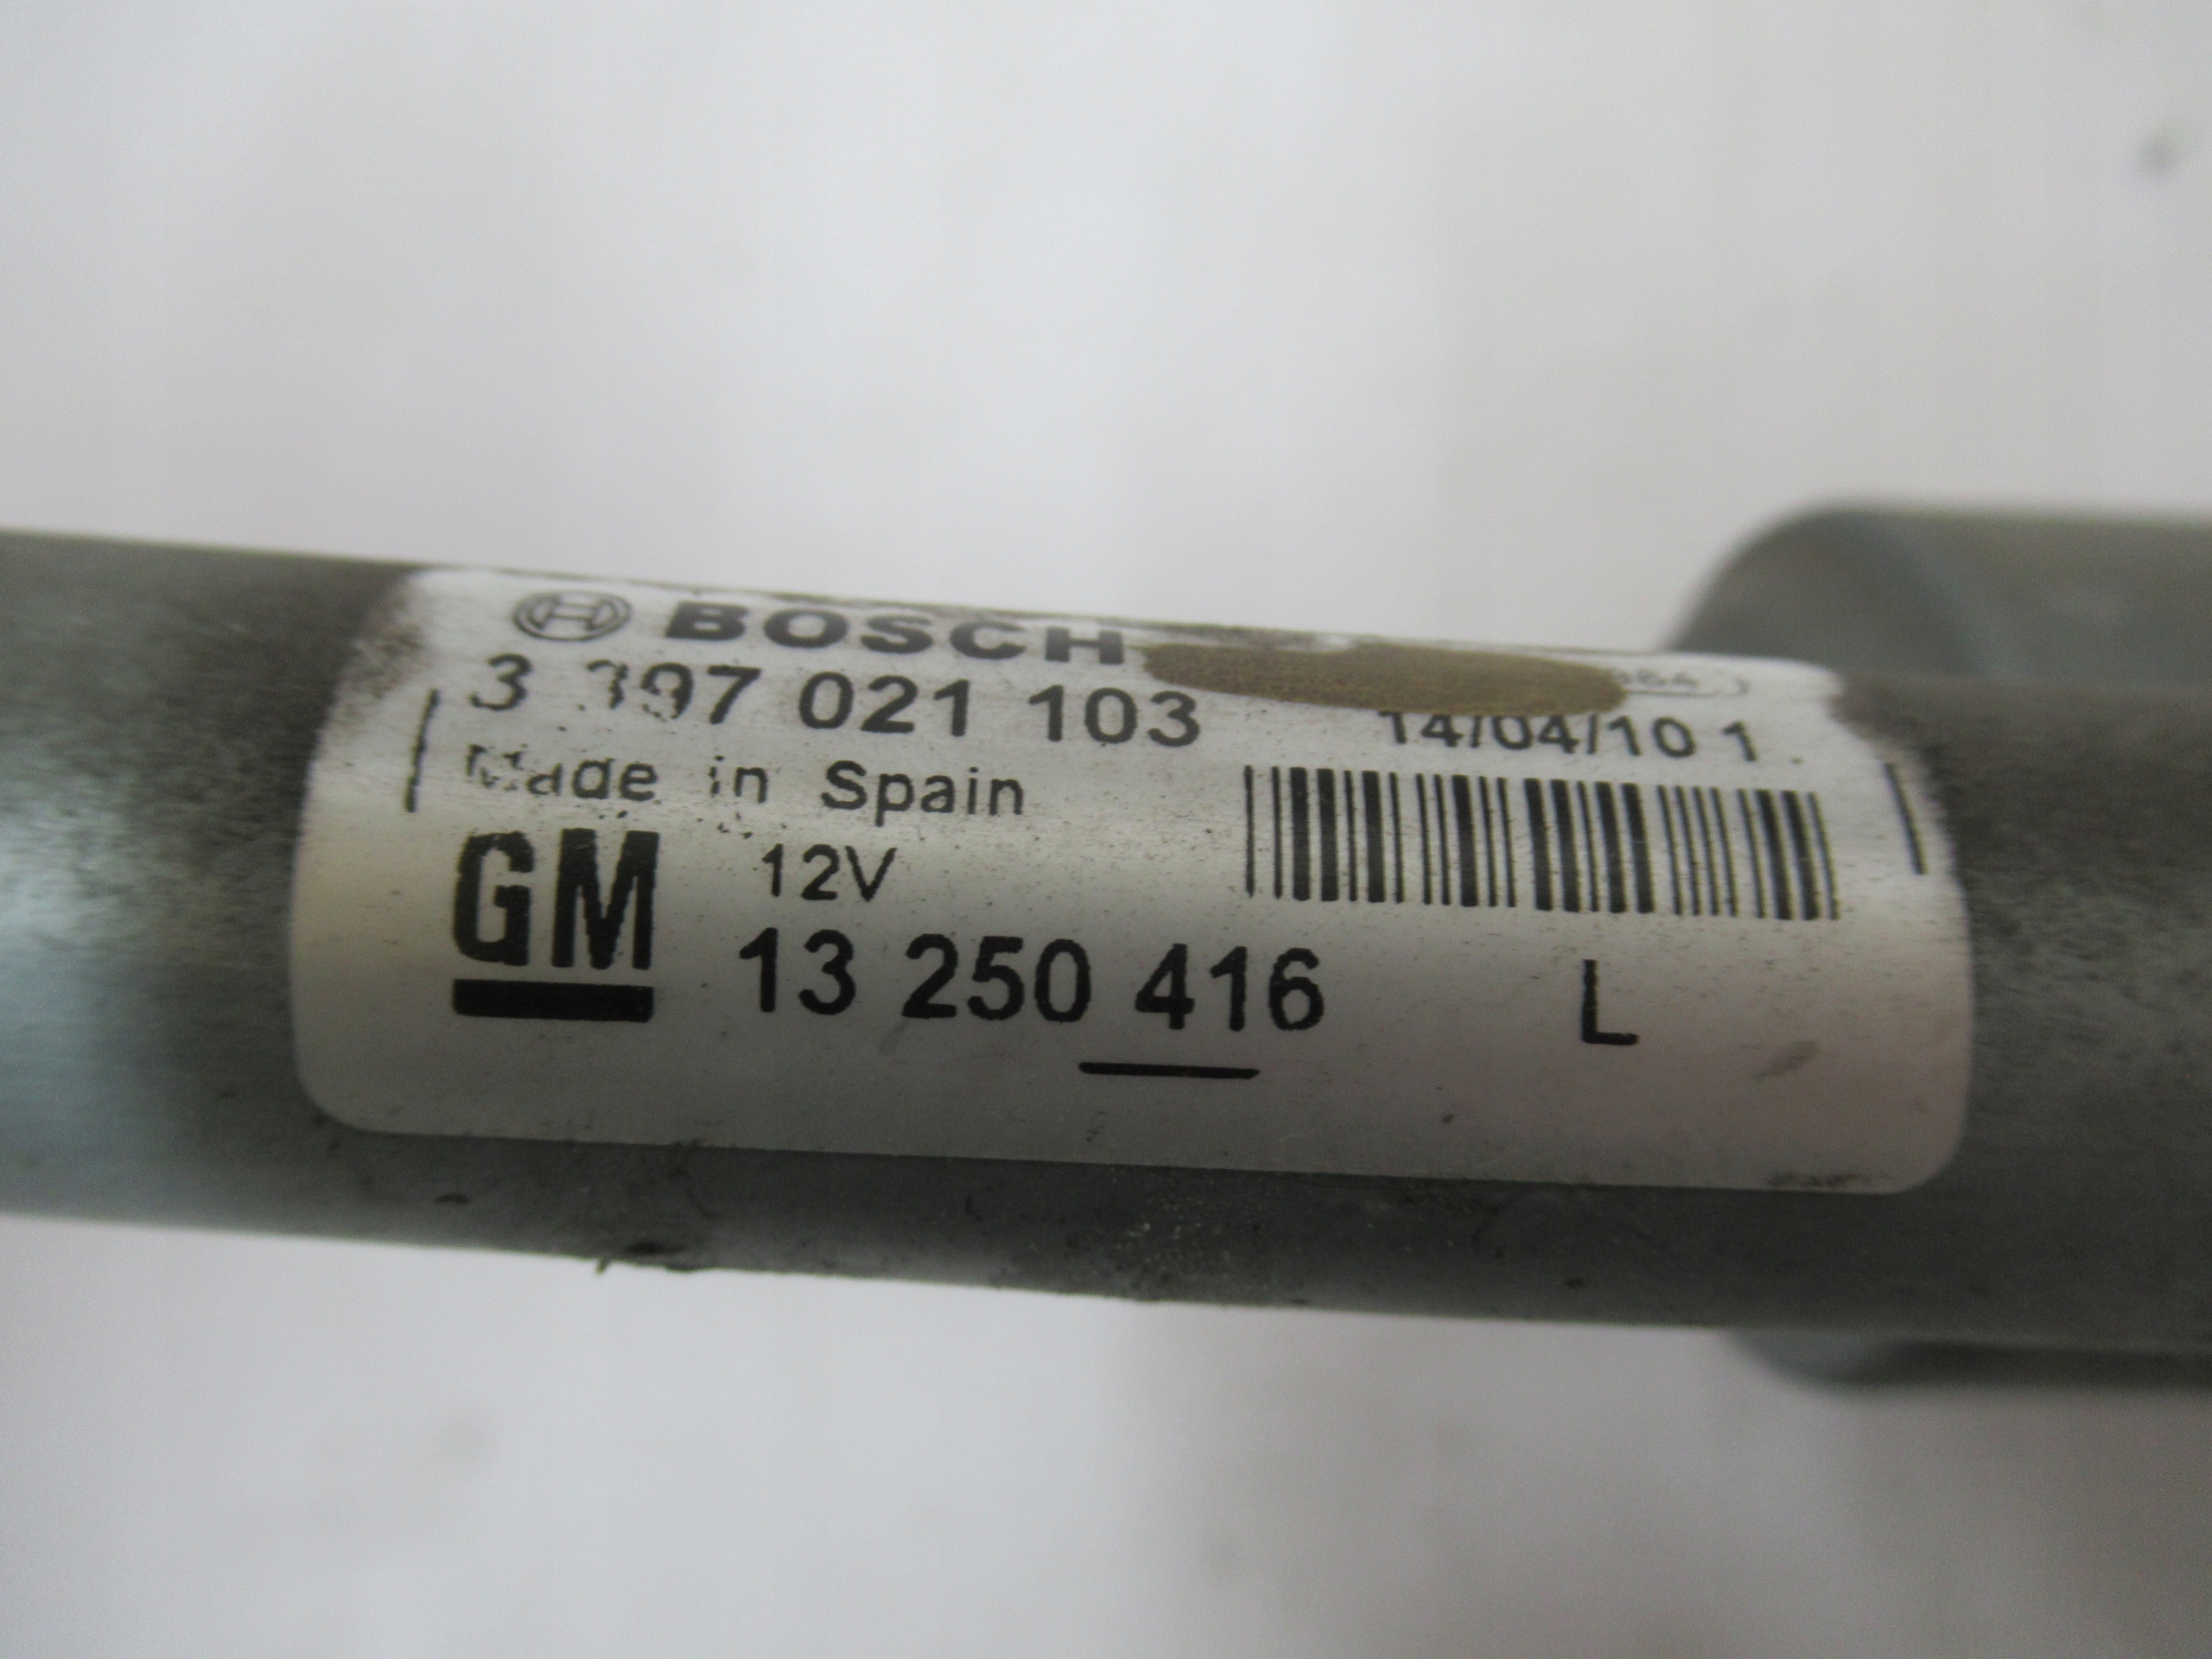 BOSCH
3 397 021 103
14/04/10 1
Made in Spain
GM
12V
13 250 416
L